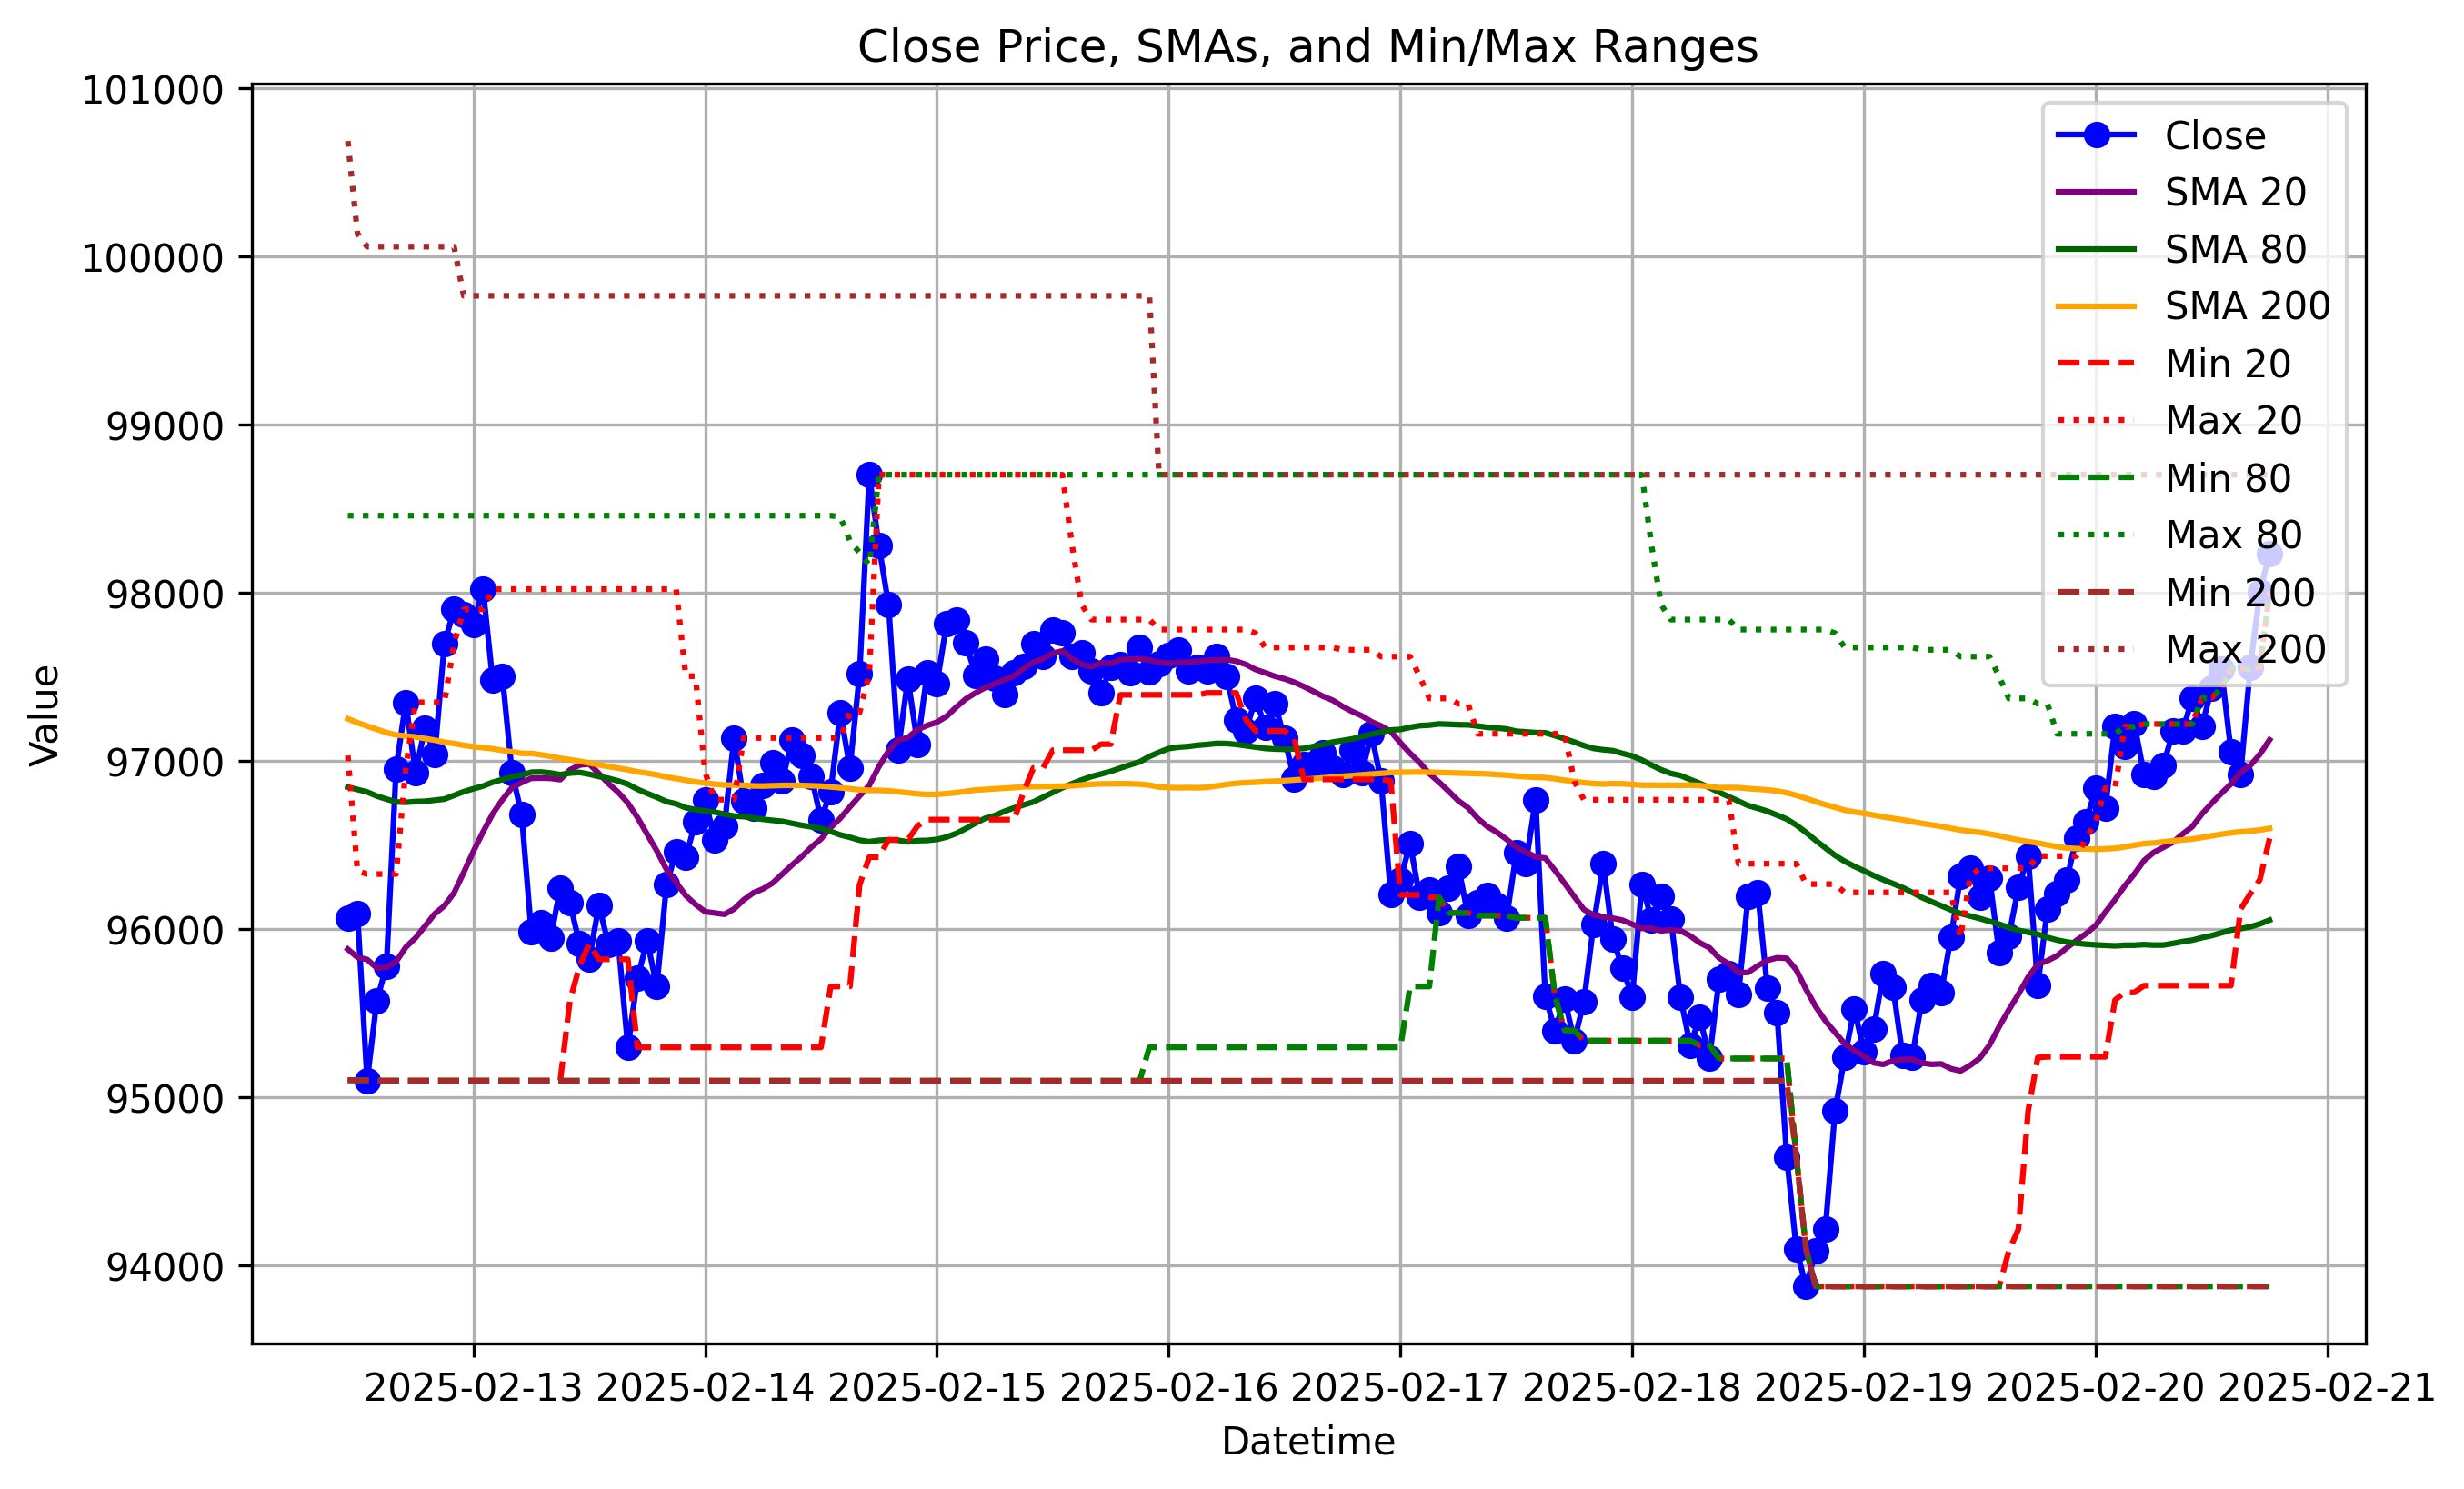 Close Price, SMAs, and Min/Max Ranges
101000
100000
99000
98000
97000
96000
95000
94000
Value
Close
SMA 20
SMA 80
SMA 200
Min 20
Max 20
Min 80
Max 80
Min 200
Max 200
2025-02-13 2025-02-14 2025-02-15 2025-02-16 2025-02-17 2025-02-18 2025-02-19 2025-02-20 2025-02-21
Datetime